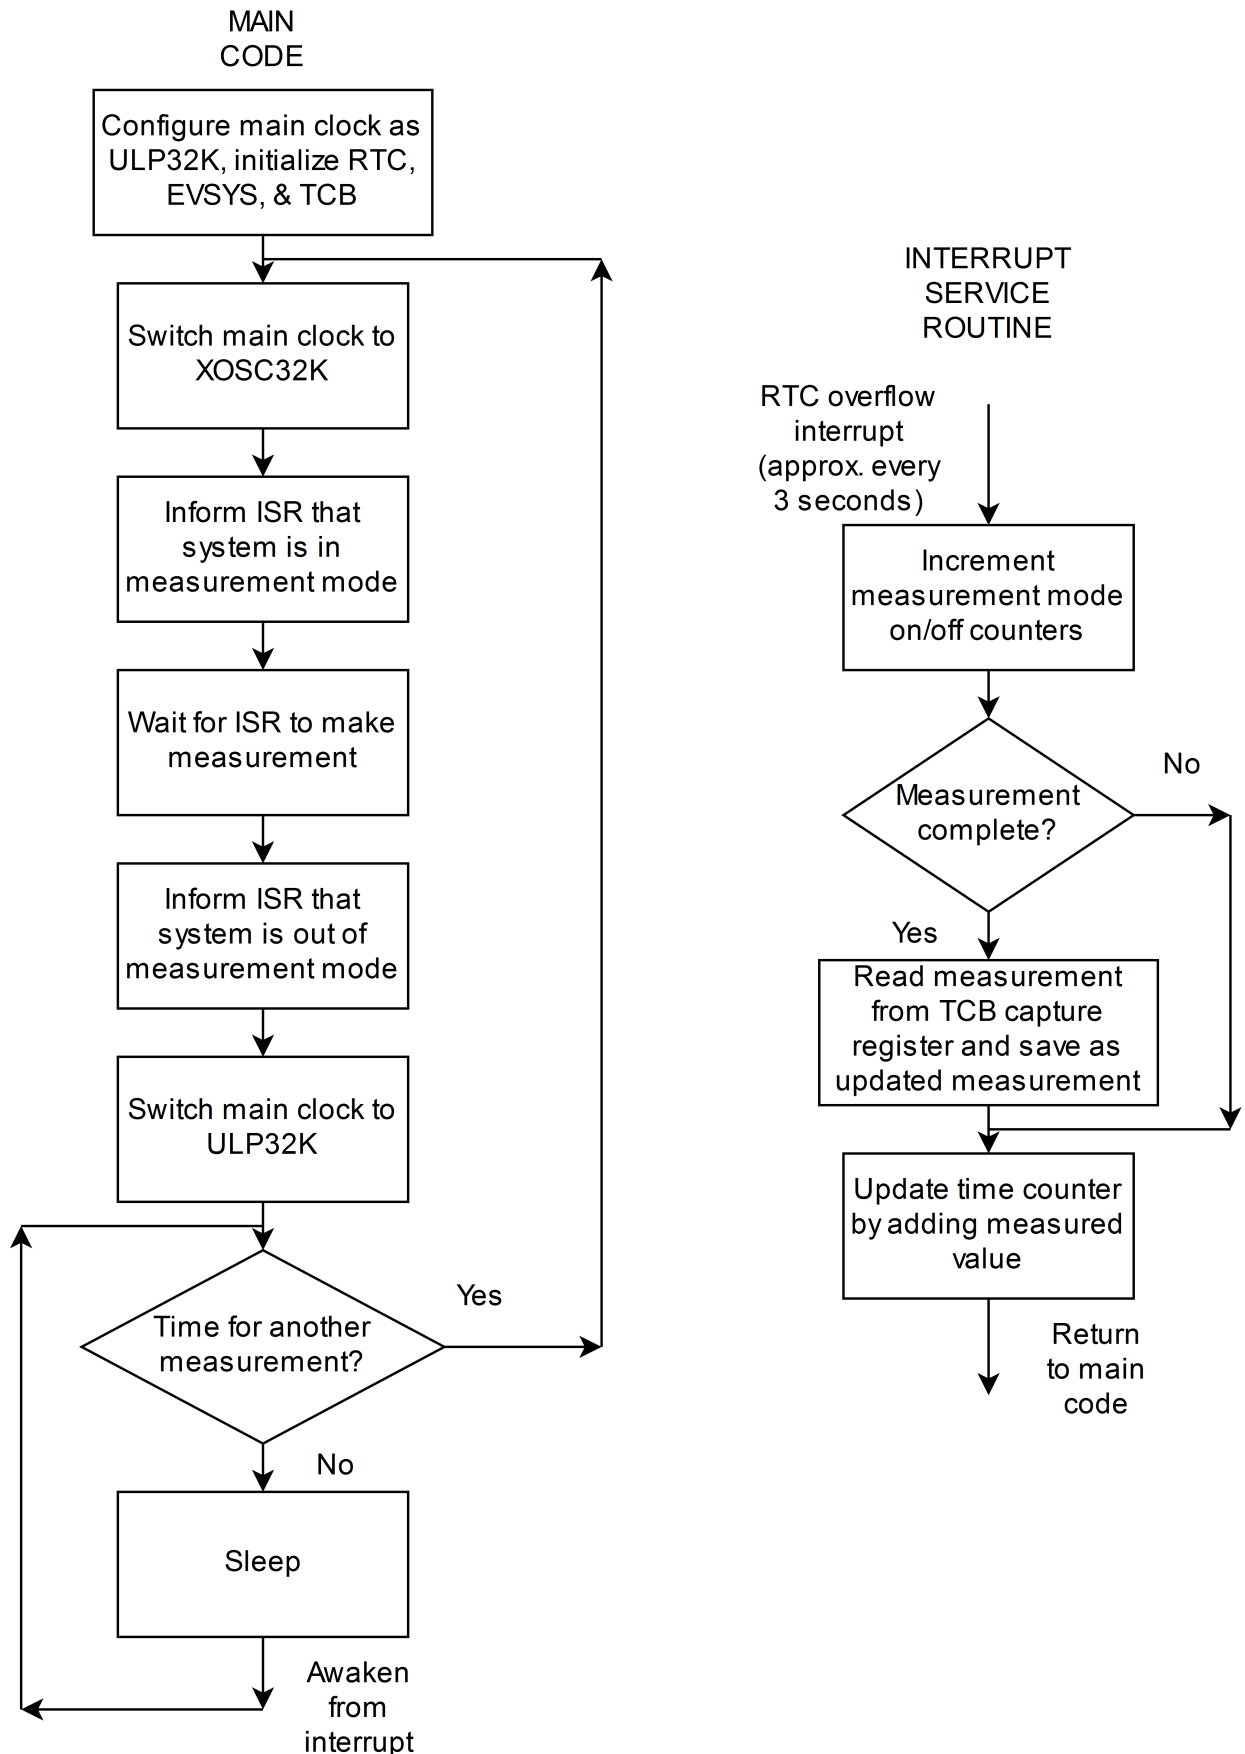 MAIN
CODE
Configure main clock as
ULP32K, initialize RTC,
EVSYS, & TCB
Switch main clock to
XOSC32K
Inform ISR that
system is in
measurement mode
Wait for ISR to make
measurement
Inform ISR that
system is out of
measurement mode
Switch main clock to
ULP32K
Time for another
measurement?
Yes
No
Sleep
Awaken
from
interrupt
INTERRUPT
SERVICE
ROUTINE
RTC overflow
interrupt
(approx. every
3 seconds)
Increment
measurement mode
on/off counters
Measurement
complete?
No
Yes
Read measurement
from TCB capture
register and save as
updated measurement
Update time counter
by adding measured
value
Return
to main
code